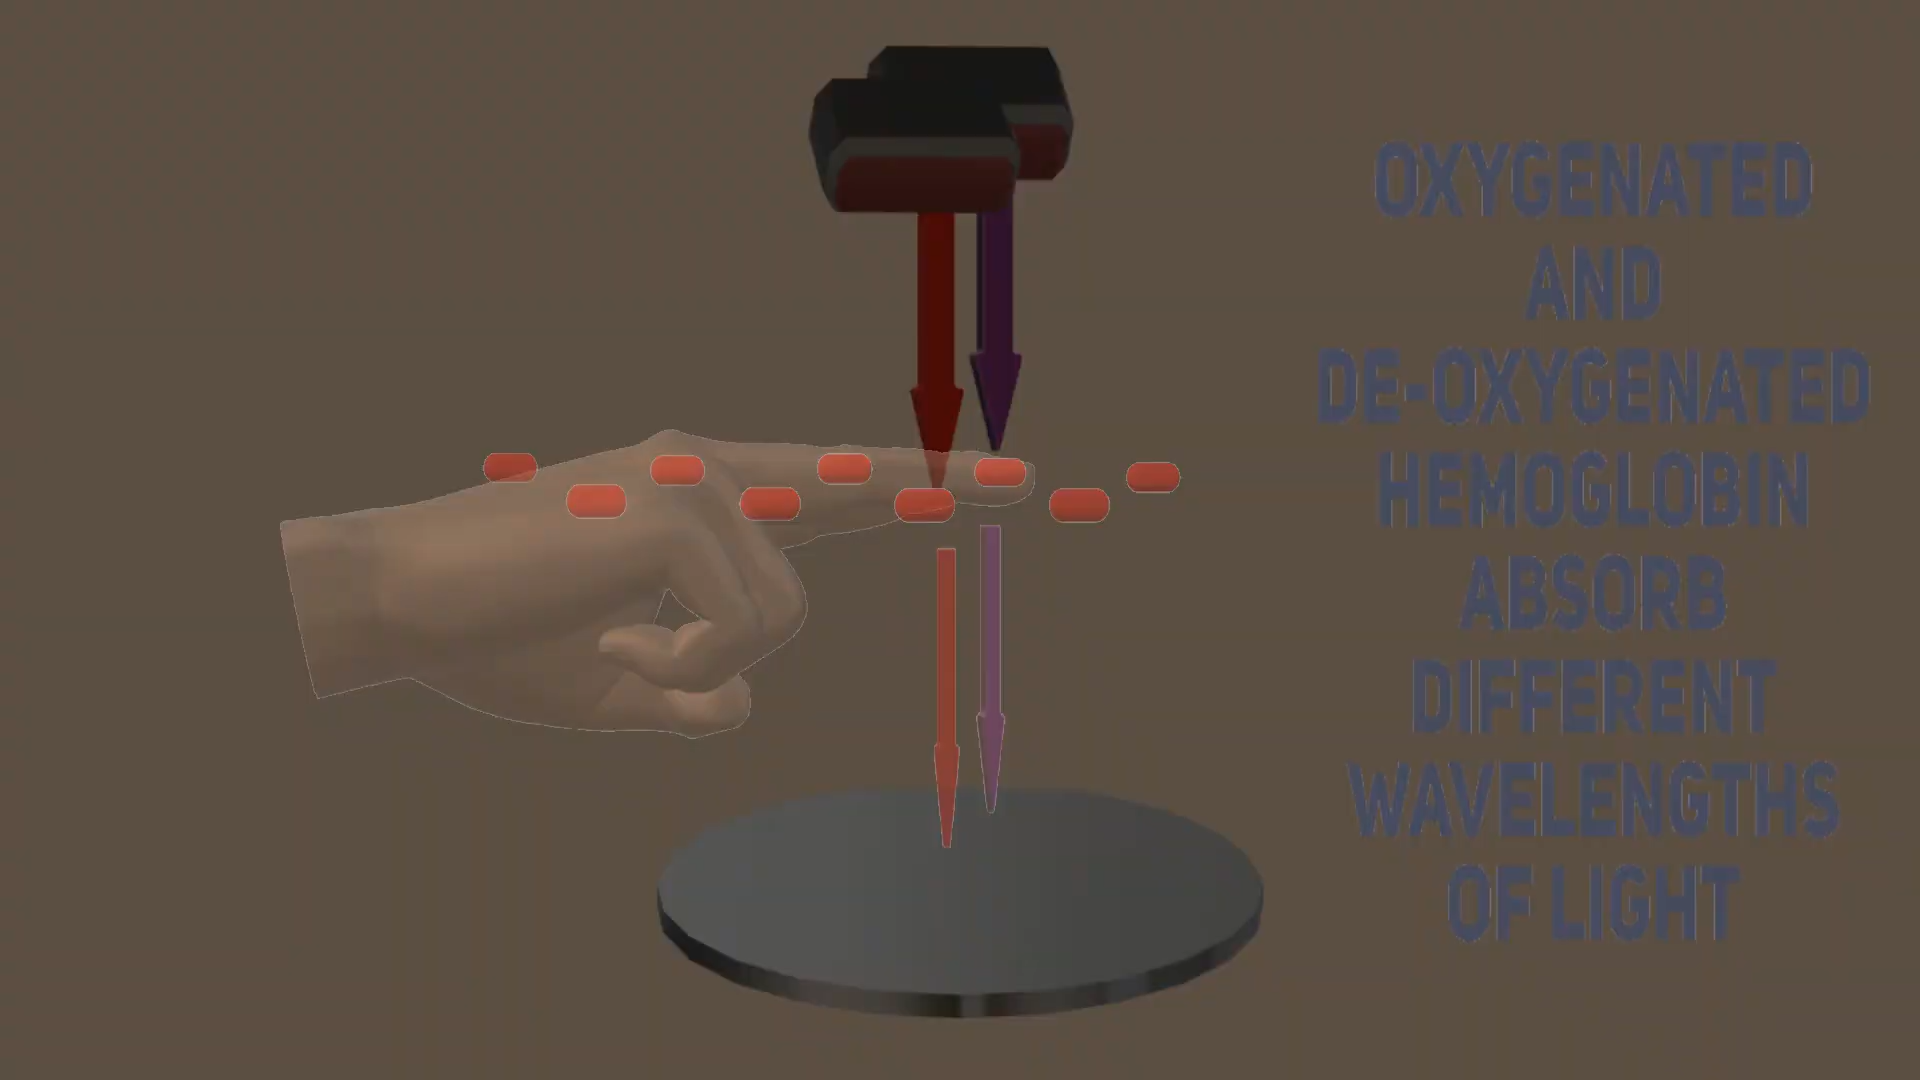 OXYGENATED
AND
DE-OXYGENATED
HEMOGLOBIN
ABSORB
DIFFERENT
WAVELENGTHS
OF LIGHT